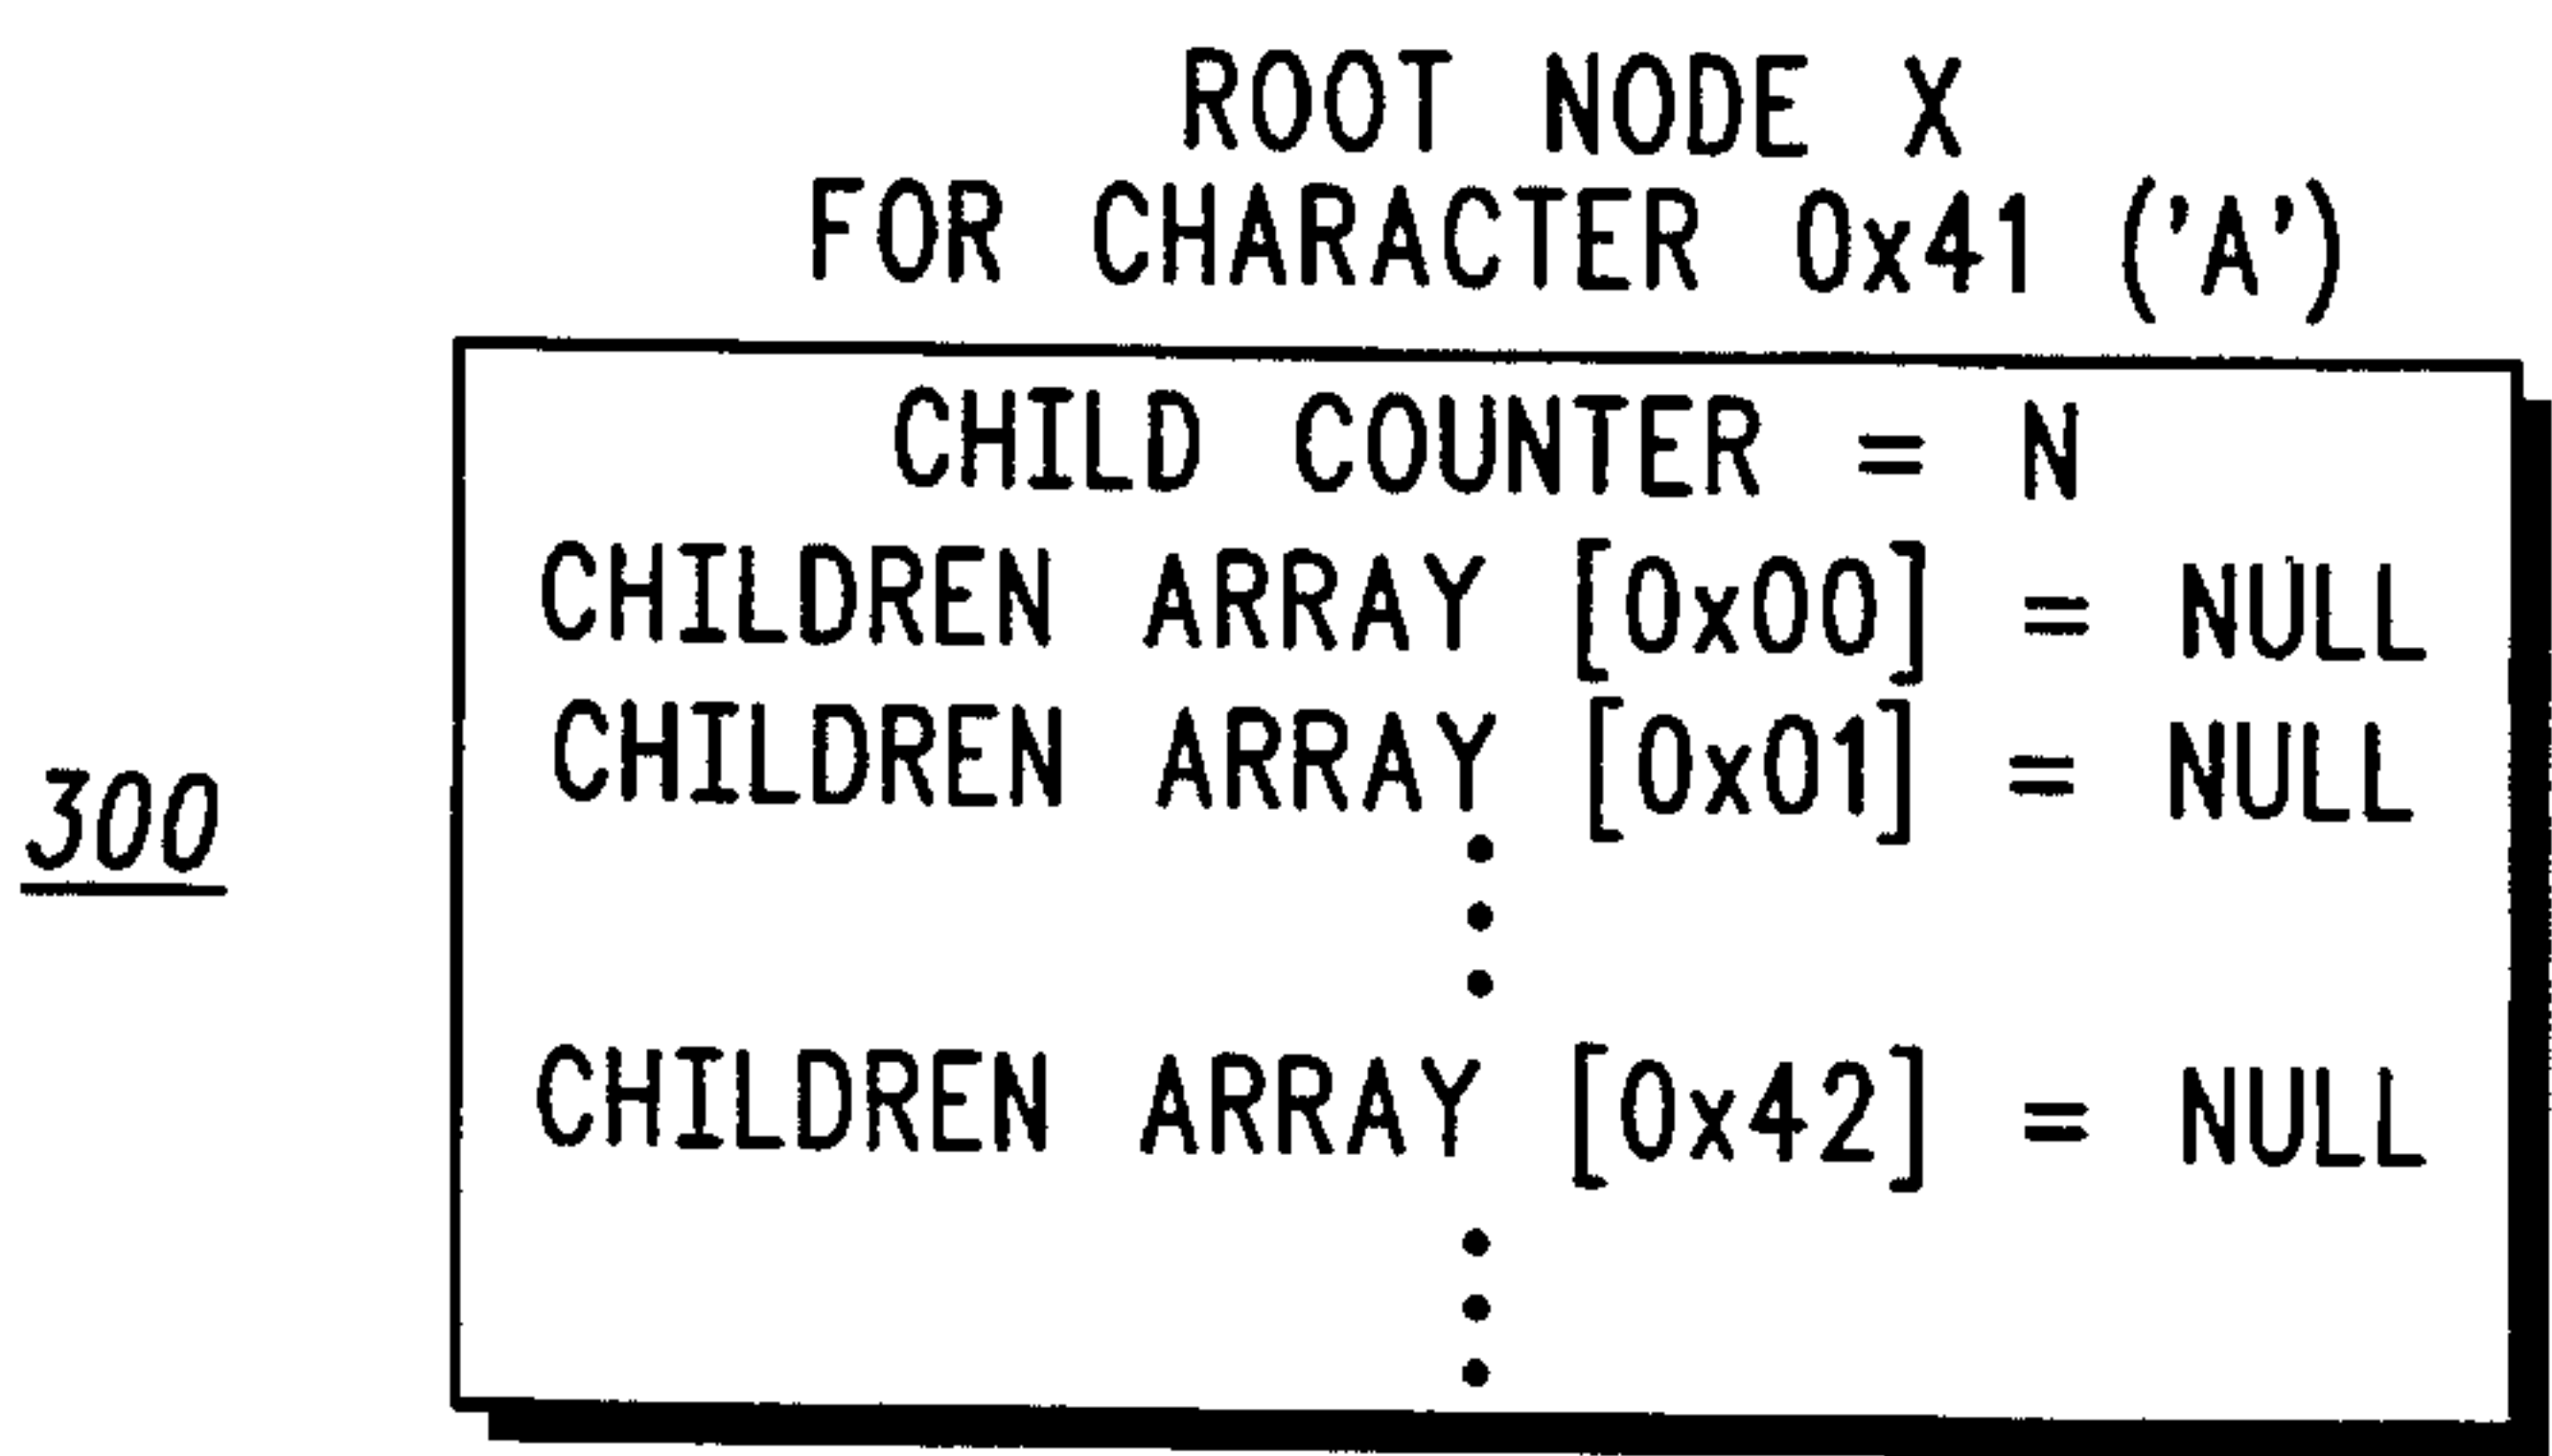 ROOT NODE X
FOR CHARACTER 0x41 ('A')
CHILD COUNTER = N
CHILDREN ARRAY [0x00] = NULL
CHILDREN ARRAY [0x01] = NULL
300
CHILDREN ARRAY [0x42] = NULL